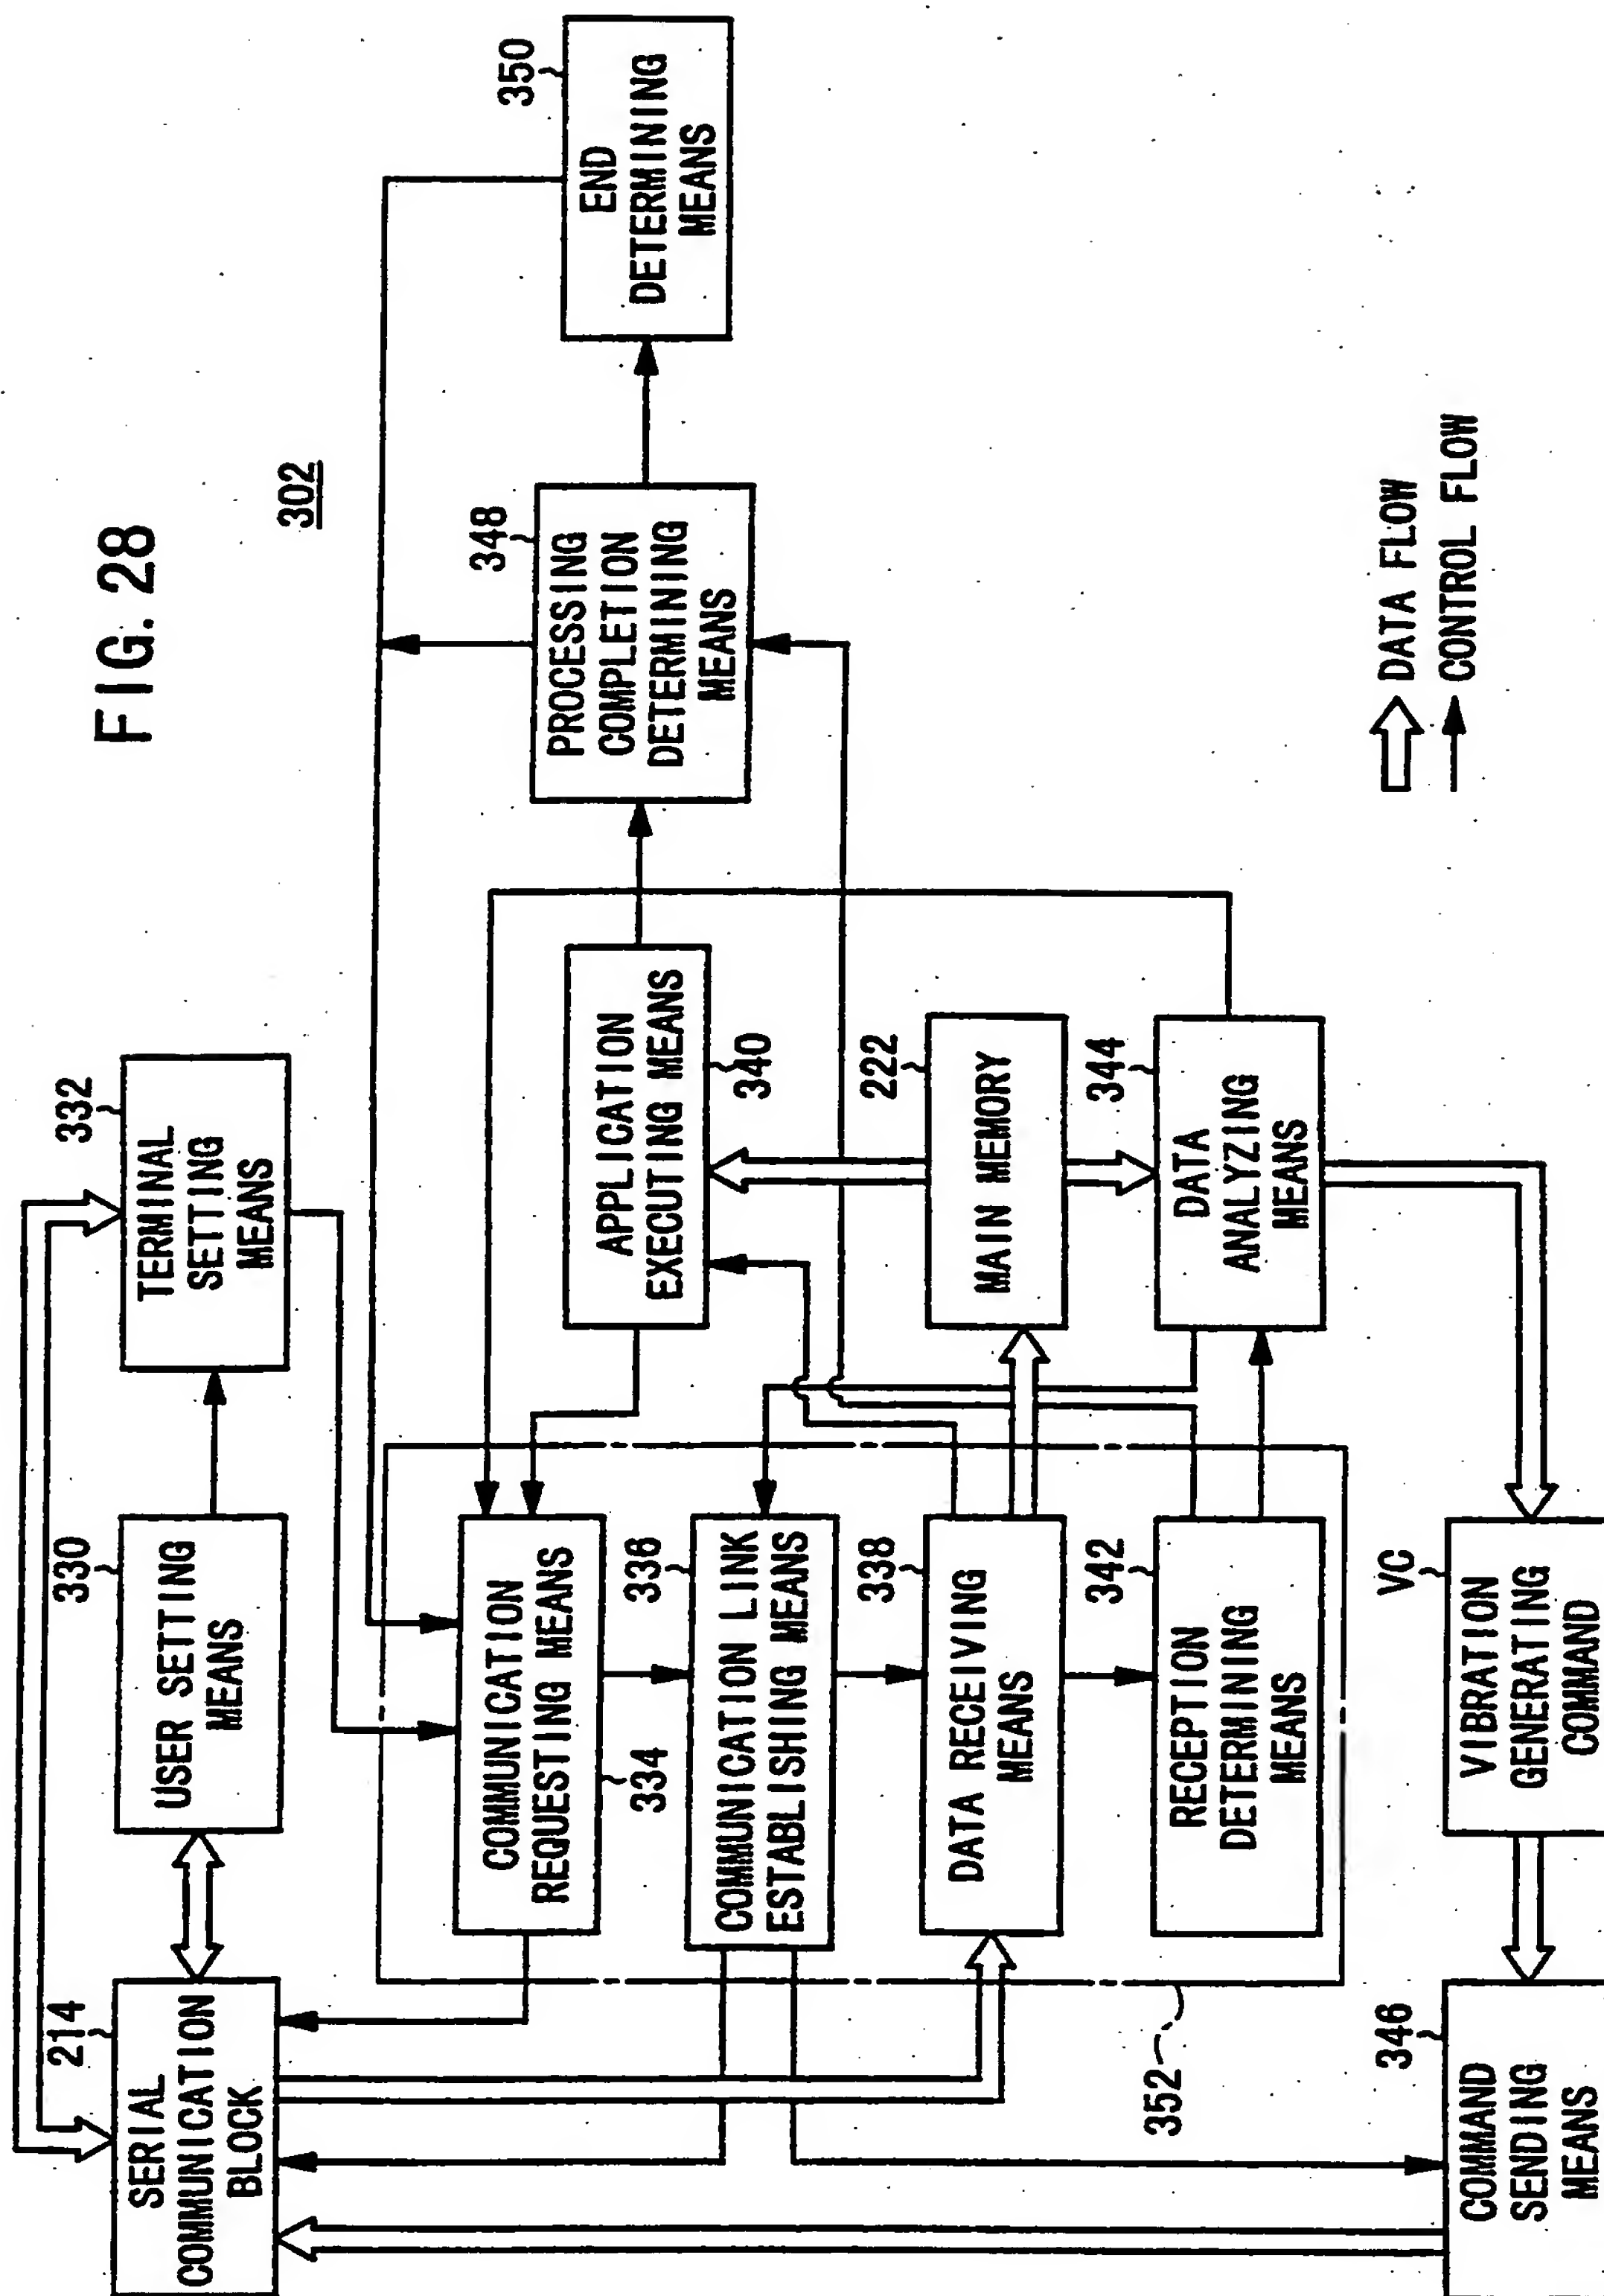 FIG. 28
302
214
SERIAL
COMMUNICATION
BLOCK
330
USER SETTING
MEANS
332
TERMINAL
SETTING
MEANS
COMMUNICATION
REQUESTING MEANS
334
336
COMMUNICATION LINK
ESTABLISHING MEANS
338
DATA RECEIVING
MEANS
342
RECEPTION
DETERMINING
MEANS
352
APPLICATION
EXECUTING MEANS
340
222
MAIN MEMORY
344
DATA
ANALYZING
MEANS
348
PROCESSING
COMPLETION
DETERMINING
MEANS
350
END
DETERMINING
MEANS
346
COMMAND
SENDING
MEANS
VC
VIBRATION
GENERATING
COMMAND
DATA FLOW
CONTROL FLOW